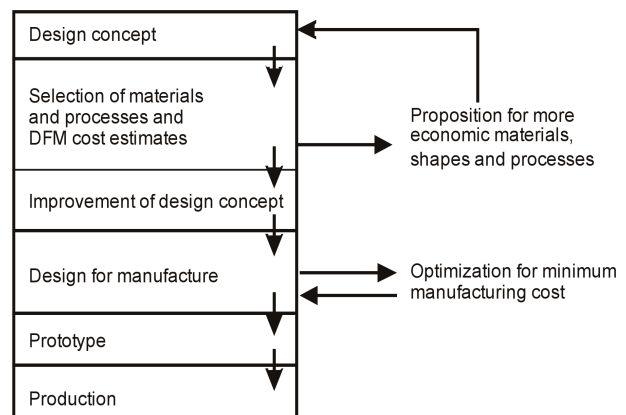 Design concept
Selection of materials
and processes and
DFM cost estimates
Proposition for more
economic materials,
shapes and processes
Improvement of design concept
Design for manufacture
Optimization for minimum
manufacturing cost
Prototype
Production